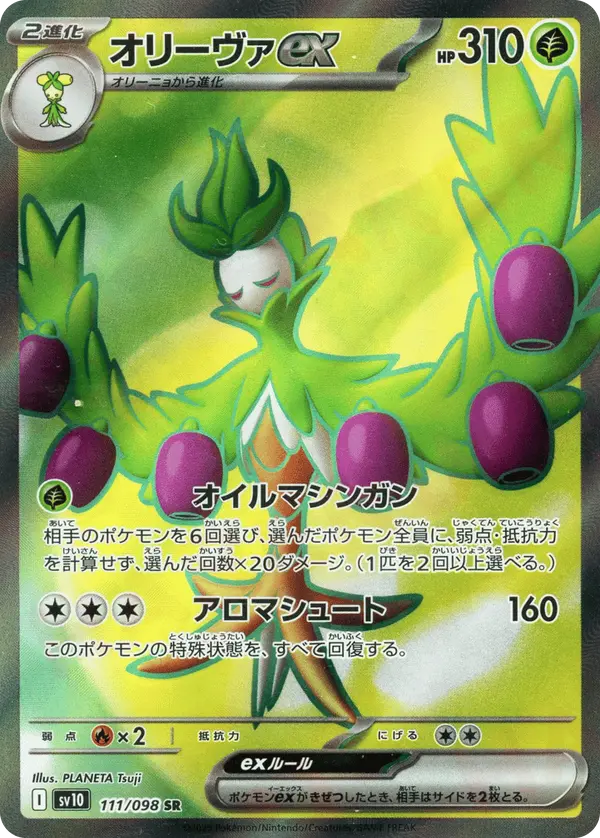 2進化
オリーヴァex
HP310
オリーニョから進化
オイルマシンガン
相手のポケモンを6回選び、選んだポケモン全員に、弱点・抵抗力
を計算せず、選んだ回数×20ダメージ。(1匹を2回以上選べる。)
アロマシュート 160
このポケモンの特殊状態を、すべて回復する。
弱点 ×2 抵抗力 にげる
Illus. PLANETA Tsuji
exルール
I sv10 111/098 SR
ポケモンexがきぜつしたとき、相手はサイドを2枚とる。
©2025 Pokémon/Nintendo/Creatures/GAME FREAK